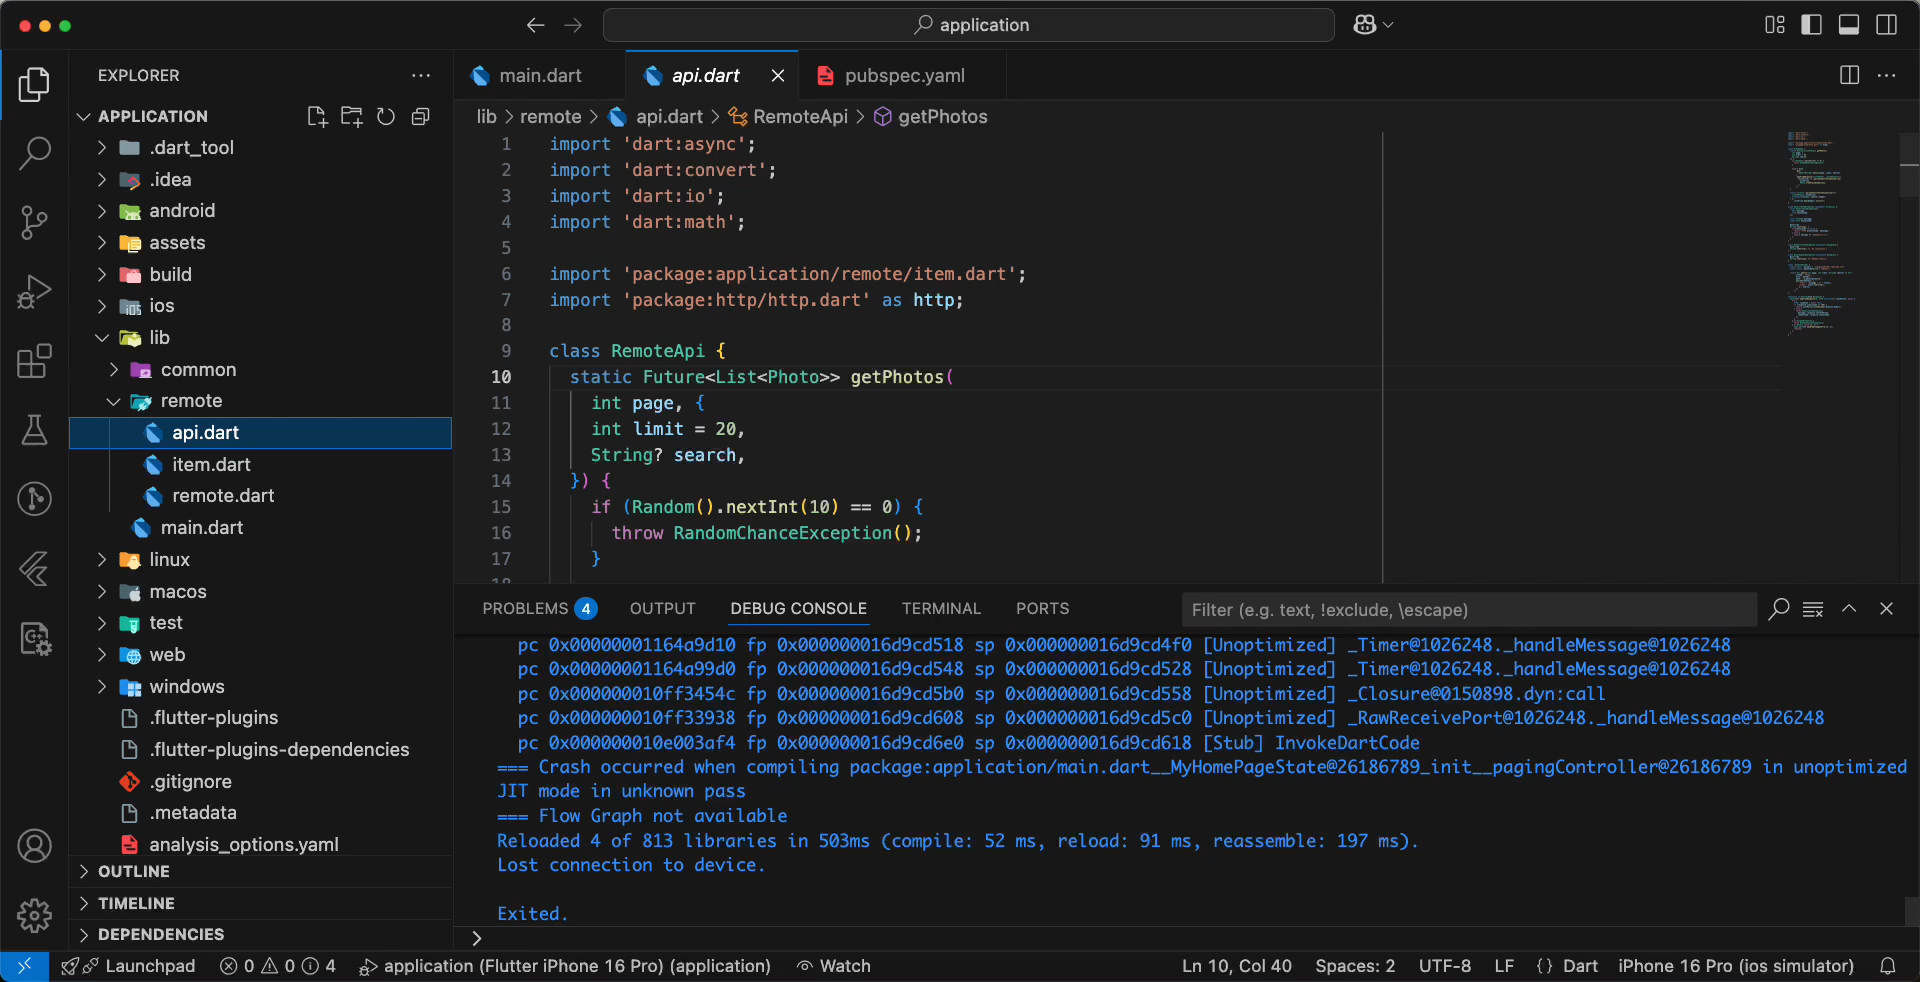 application
EXPLORER
APPLICATION
.dart_tool
.idea
android
assets
build
ios
lib
common
remote
api.dart
item.dart
remote.dart
main.dart
linux
macos
test
web
windows
.flutter-plugins
.flutter-plugins-dependencies
.gitignore
.metadata
analysis_options.yaml
OUTLINE
TIMELINE
DEPENDENCIES
main.dart api.dart pubspec.yaml
lib > remote > api.dart > RemoteApi > getPhotos
1 import 'dart:async';
2 import 'dart:convert';
3 import 'dart:io';
4 import 'dart:math';
5
6 import 'package:application/remote/item.dart';
7 import 'package:http/http.dart' as http;
8
9 class RemoteApi {
10 static Future<List<Photo>> getPhotos(
11 int page, {
12 int limit = 20,
13 String? search,
14 }) {
15 if (Random().nextInt(10) == 0) {
16 throw RandomChanceException();
17 }
18
PROBLEMS 4 OUTPUT DEBUG CONSOLE TERMINAL PORTS Filter (e.g. text, !exclude, \escape)
pc 0x00000001164a9d10 fp 0x000000016d9cd518 sp 0x000000016d9cd4f0 [Unoptimized] _Timer@1026248._handleMessage@1026248
pc 0x00000001164a99d0 fp 0x000000016d9cd548 sp 0x000000016d9cd528 [Unoptimized] _Timer@1026248._handleMessage@1026248
pc 0x000000010ff3454c fp 0x000000016d9cd5b0 sp 0x000000016d9cd558 [Unoptimized] _Closure@0150898.dyn:call
pc 0x000000010ff33938 fp 0x000000016d9cd608 sp 0x000000016d9cd5c0 [Unoptimized] _RawReceivePort@1026248._handleMessage@1026248
pc 0x000000010e003af4 fp 0x000000016d9cd6e0 sp 0x000000016d9cd618 [Stub] InvokeDartCode
=== Crash occurred when compiling package:application/main.dart__MyHomePageState@26186789_init__pagingController@26186789 in unoptimized
JIT mode in unknown pass
=== Flow Graph not available
Reloaded 4 of 813 libraries in 503ms (compile: 52 ms, reload: 91 ms, reassemble: 197 ms).
Lost connection to device.
Exited.
>
Launchpad 0 0 4 application (Flutter iPhone 16 Pro) (application) Watch Ln 10, Col 40 Spaces: 2 UTF-8 LF {} Dart iPhone 16 Pro (ios simulator)